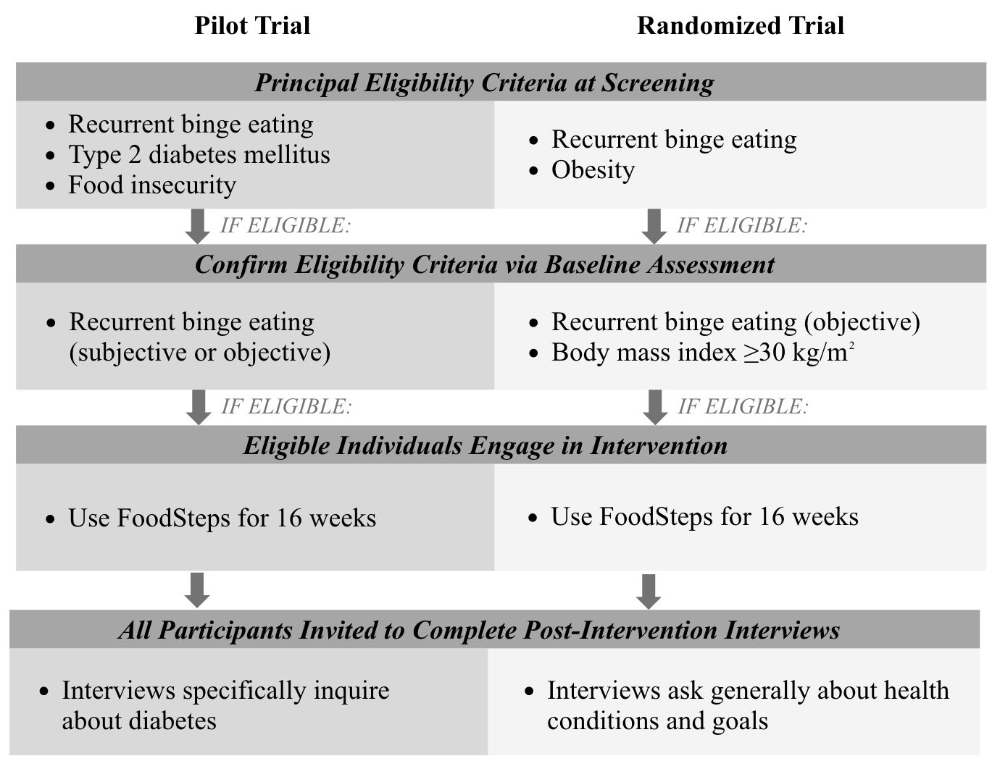 Pilot Trial
Randomized Trial
Principal Eligibility Criteria at Screening
• Recurrent binge eating
• Type 2 diabetes mellitus
• Food insecurity
• Recurrent binge eating
• Obesity
IF ELIGIBLE:
IF ELIGIBLE:
Confirm Eligibility Criteria via Baseline Assessment
• Recurrent binge eating
(subjective or objective)
• Recurrent binge eating (objective)
• Body mass index ≥30 kg/m²
IF ELIGIBLE:
IF ELIGIBLE:
Eligible Individuals Engage in Intervention
• Use FoodSteps for 16 weeks
• Use FoodSteps for 16 weeks
All Participants Invited to Complete Post-Intervention Interviews
• Interviews specifically inquire
about diabetes
• Interviews ask generally about health
conditions and goals